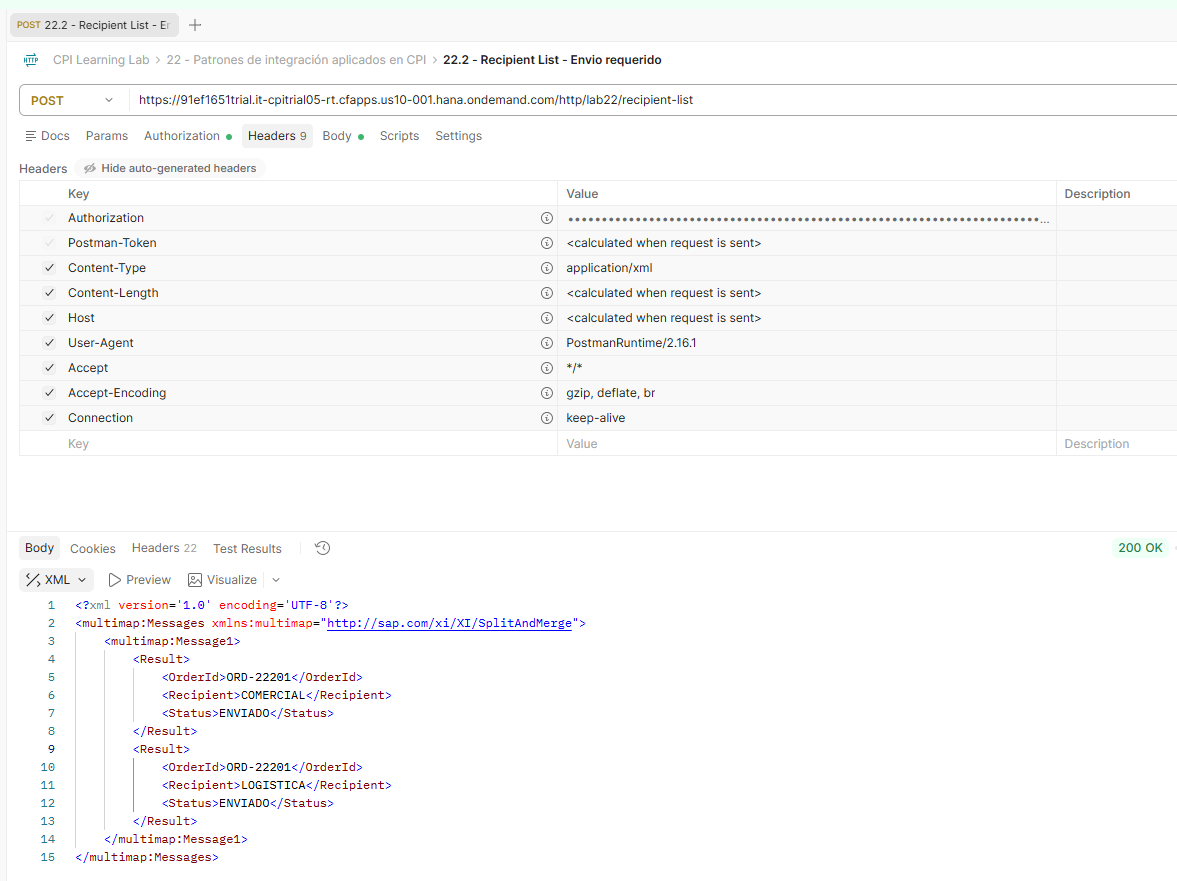 POST 22.2 - Recipient List - E
HTTP CPI Learning Lab > 22 - Patrones de integración aplicados en CPI > 22.2 - Recipient List - Envio requerido
POST https://91ef1651trial.it-cpitrial05-rt.cfapps.us10-001.hana.ondemand.com/http/lab22/recipient-list
Docs Params Authorization Headers 9 Body Scripts Settings
Headers Hide auto-generated headers
Key Value Description
Authorization ••••••••••••••••••••••••••••••••••••••••••••••••••••••••••••••••••••••...
Postman-Token <calculated when request is sent>
Content-Type application/xml
Content-Length <calculated when request is sent>
Host <calculated when request is sent>
User-Agent PostmanRuntime/2.16.1
Accept */*
Accept-Encoding gzip, deflate, br
Connection keep-alive
Key Value Description
Body Cookies Headers 22 Test Results 200 OK
XML Preview Visualize
1 <?xml version='1.0' encoding='UTF-8'?>
2 <multimap:Messages xmlns:multimap="http://sap.com/xi/XI/SplitAndMerge">
3 <multimap:Message1>
4 <Result>
5 <OrderId>ORD-22201</OrderId>
6 <Recipient>COMERCIAL</Recipient>
7 <Status>ENVIADO</Status>
8 </Result>
9 <Result>
10 <OrderId>ORD-22201</OrderId>
11 <Recipient>LOGISTICA</Recipient>
12 <Status>ENVIADO</Status>
13 </Result>
14 </multimap:Message1>
15 </multimap:Messages>